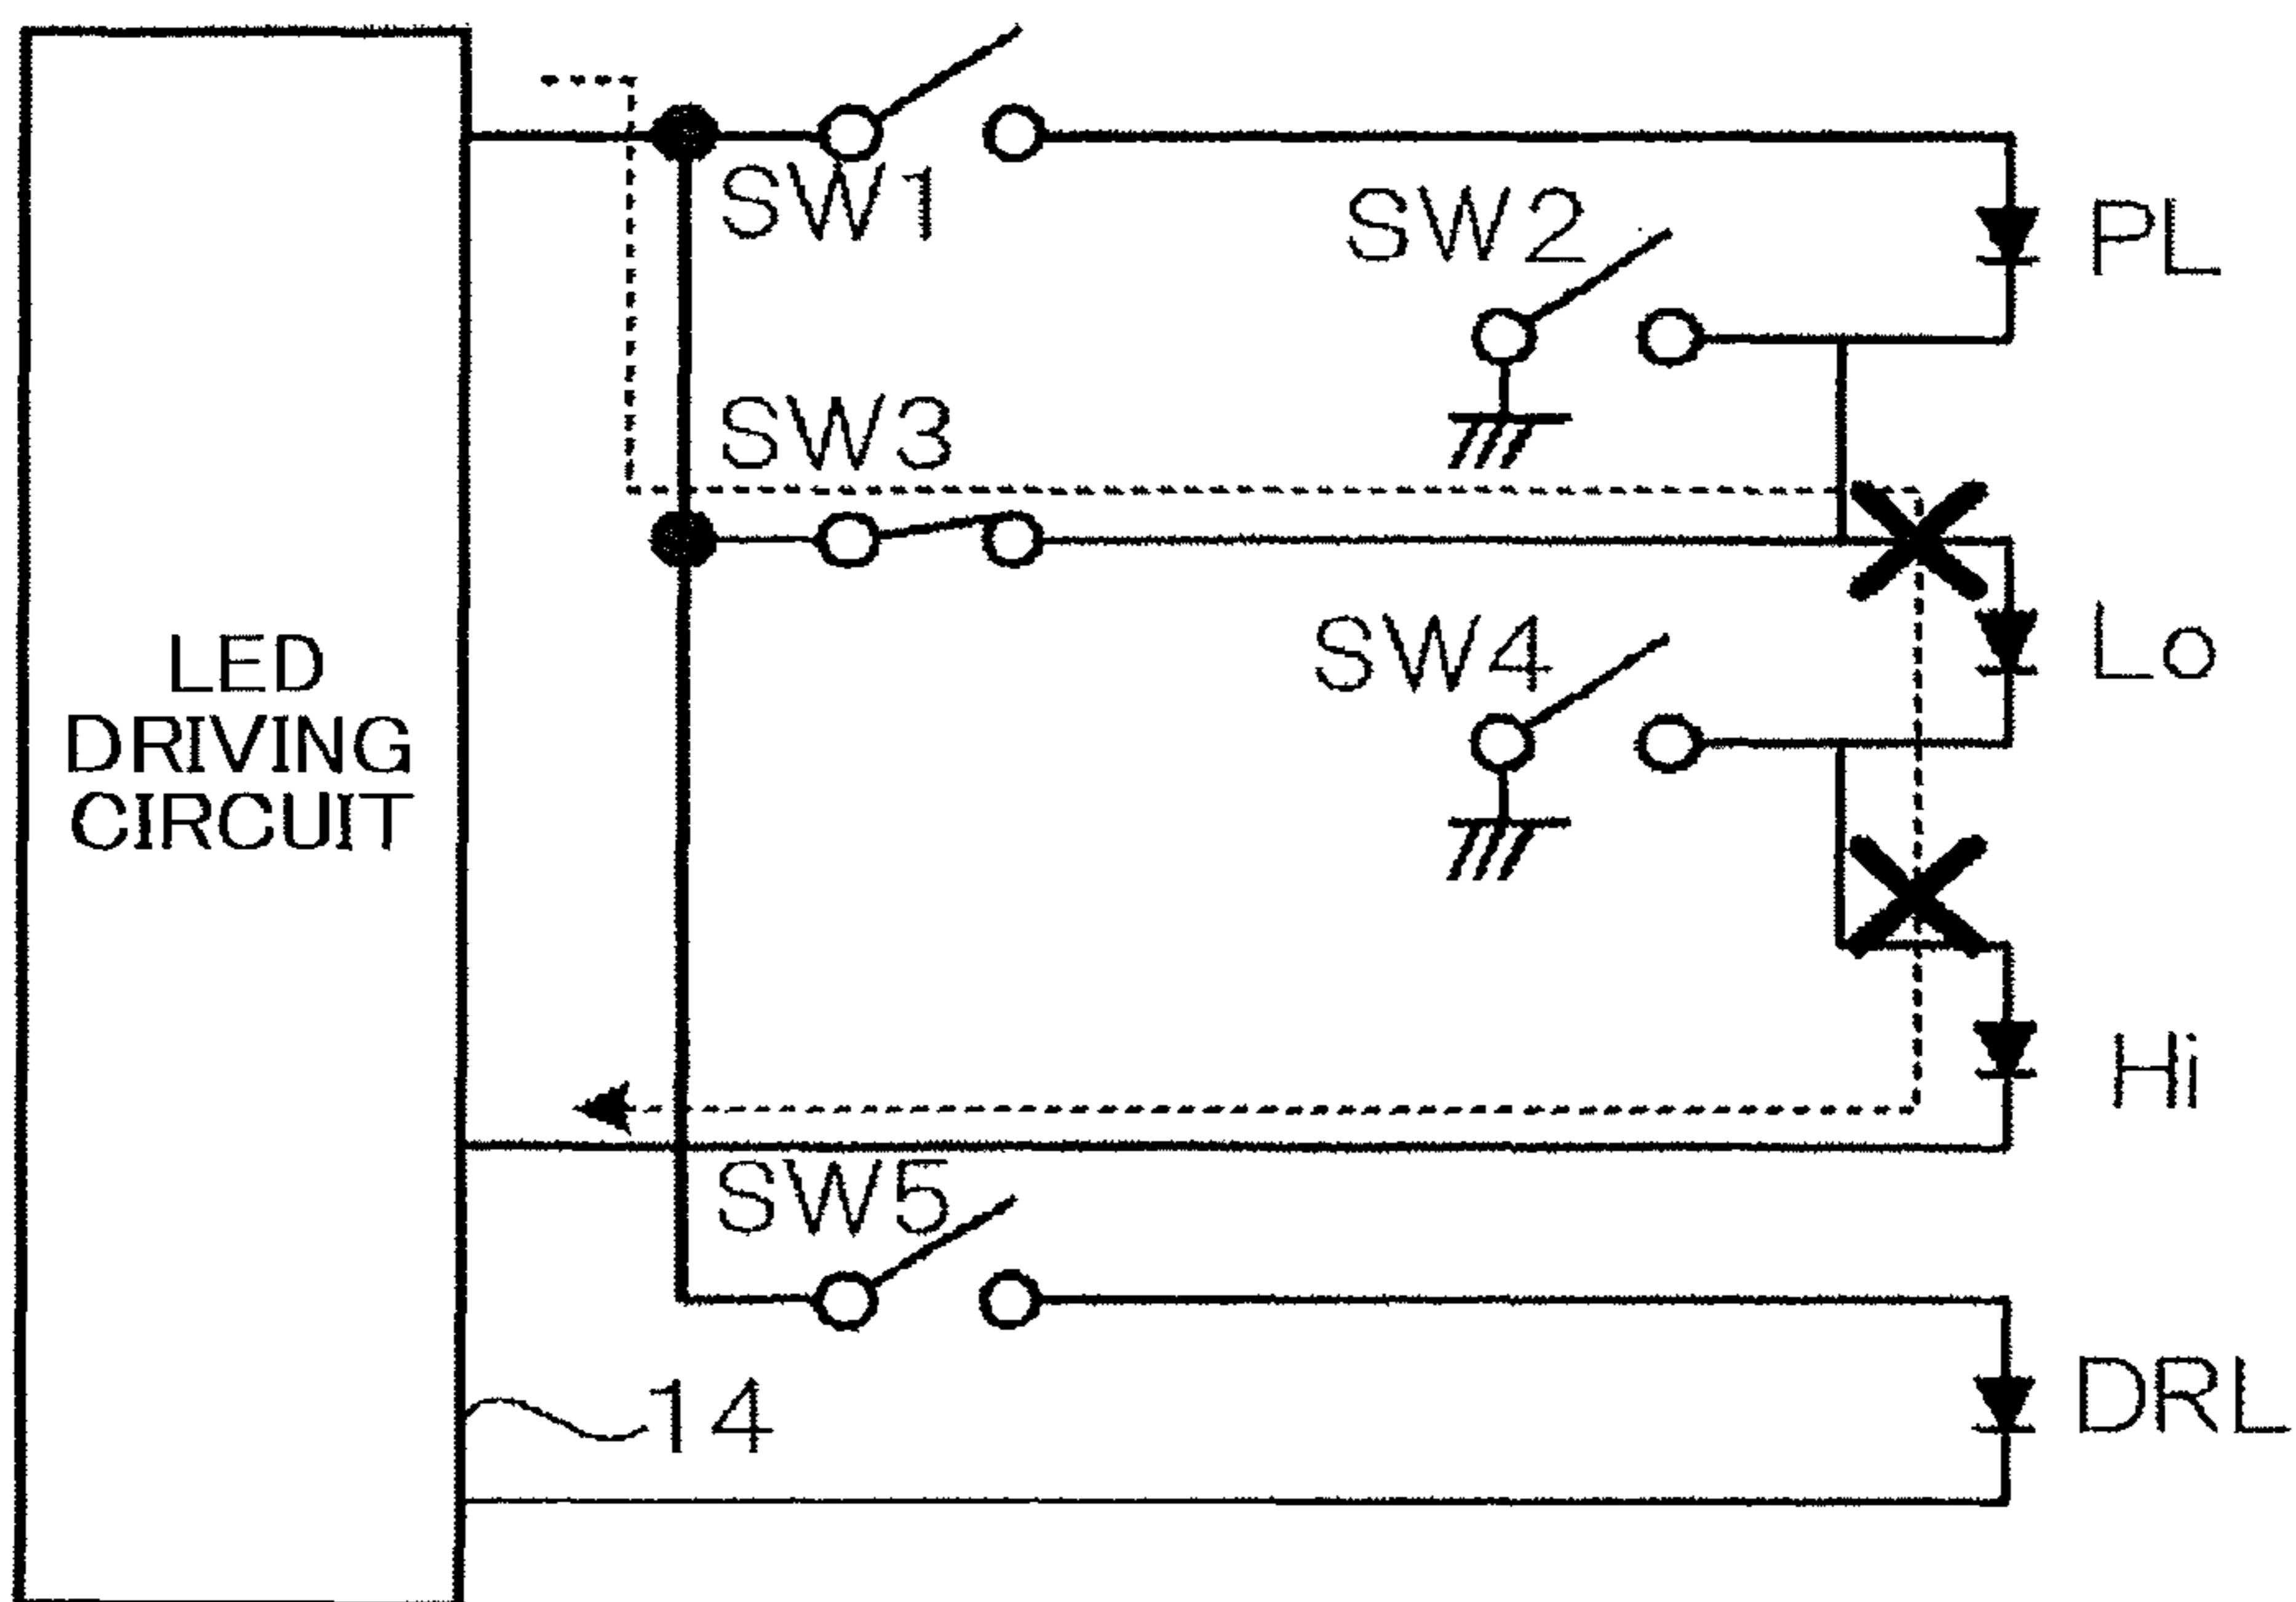 SW1
SW2
PL
SW3
LED
DRIVING
CIRCUIT
SW4
Lo
Hi
SW5
14
DRL